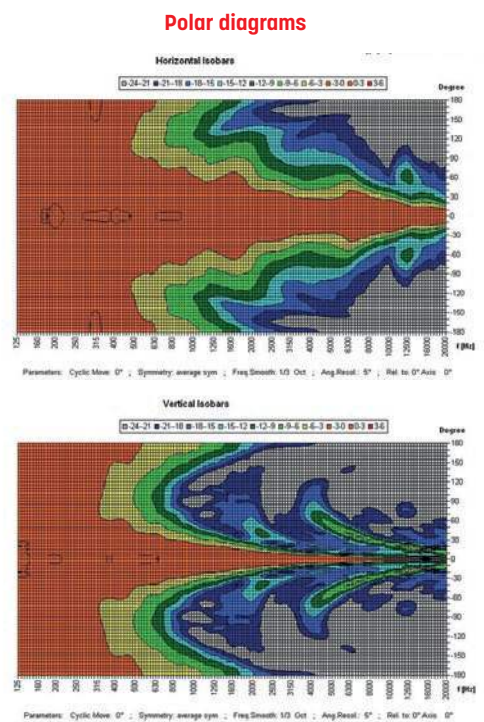 Polar diagrams
Horizontal Isobars
-24--21 -21--18 -18--15 -15--12 -12--9 -9--6 -6--3 -3-0 0-3 3-6
Degree
180
150
120
90
60
30
0
-30
-60
-90
-120
-150
-180
125 160 200 250 315 400 500 630 800 1000 1250 1600 2000 2500 3150 4000 5000 6300 8000 10000 12500 16000 20000
f [Hz]
Parameters: Cyclic Move 0° ; Symmetry: average sym ; Freq.Smooth: 1/3 Oct ; Ang.Resol.: 5° ; Rel. to: 0° Axis 0°
Vertical Isobars
-24--21 -21--18 -18--15 -15--12 -12--9 -9--6 -6--3 -3-0 0-3 3-6
Degree
180
150
120
90
60
30
0
-30
-60
-90
-120
-150
-180
125 160 200 250 315 400 500 630 800 1000 1250 1600 2000 2500 3150 4000 5000 6300 8000 10000 12500 16000 20000
f [Hz]
Parameters: Cyclic Move 0° ; Symmetry: average sym ; Freq.Smooth: 1/3 Oct ; Ang.Resol.: 5° ; Rel. to: 0° Axis 0°